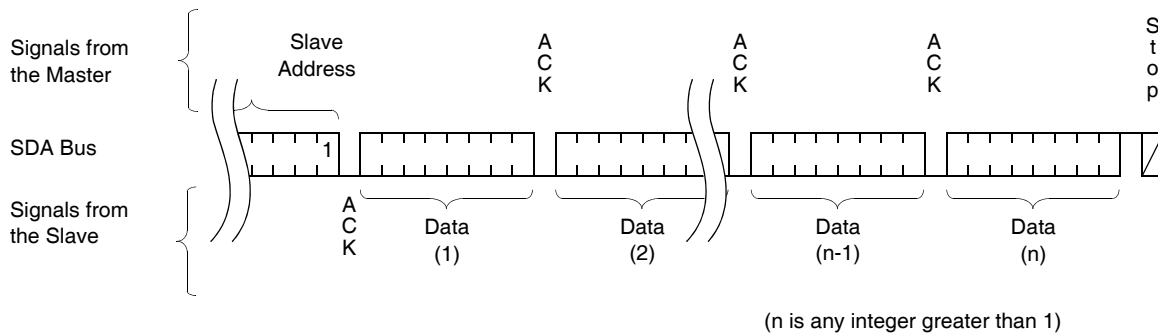 Signals from
the Master
Slave
Address
A
C
K
A
C
K
A
C
K
S
t
o
p
SDA Bus
1
Signals from
the Slave
A
C
K
Data
(1)
Data
(2)
Data
(n-1)
Data
(n)
(n is any integer greater than 1)